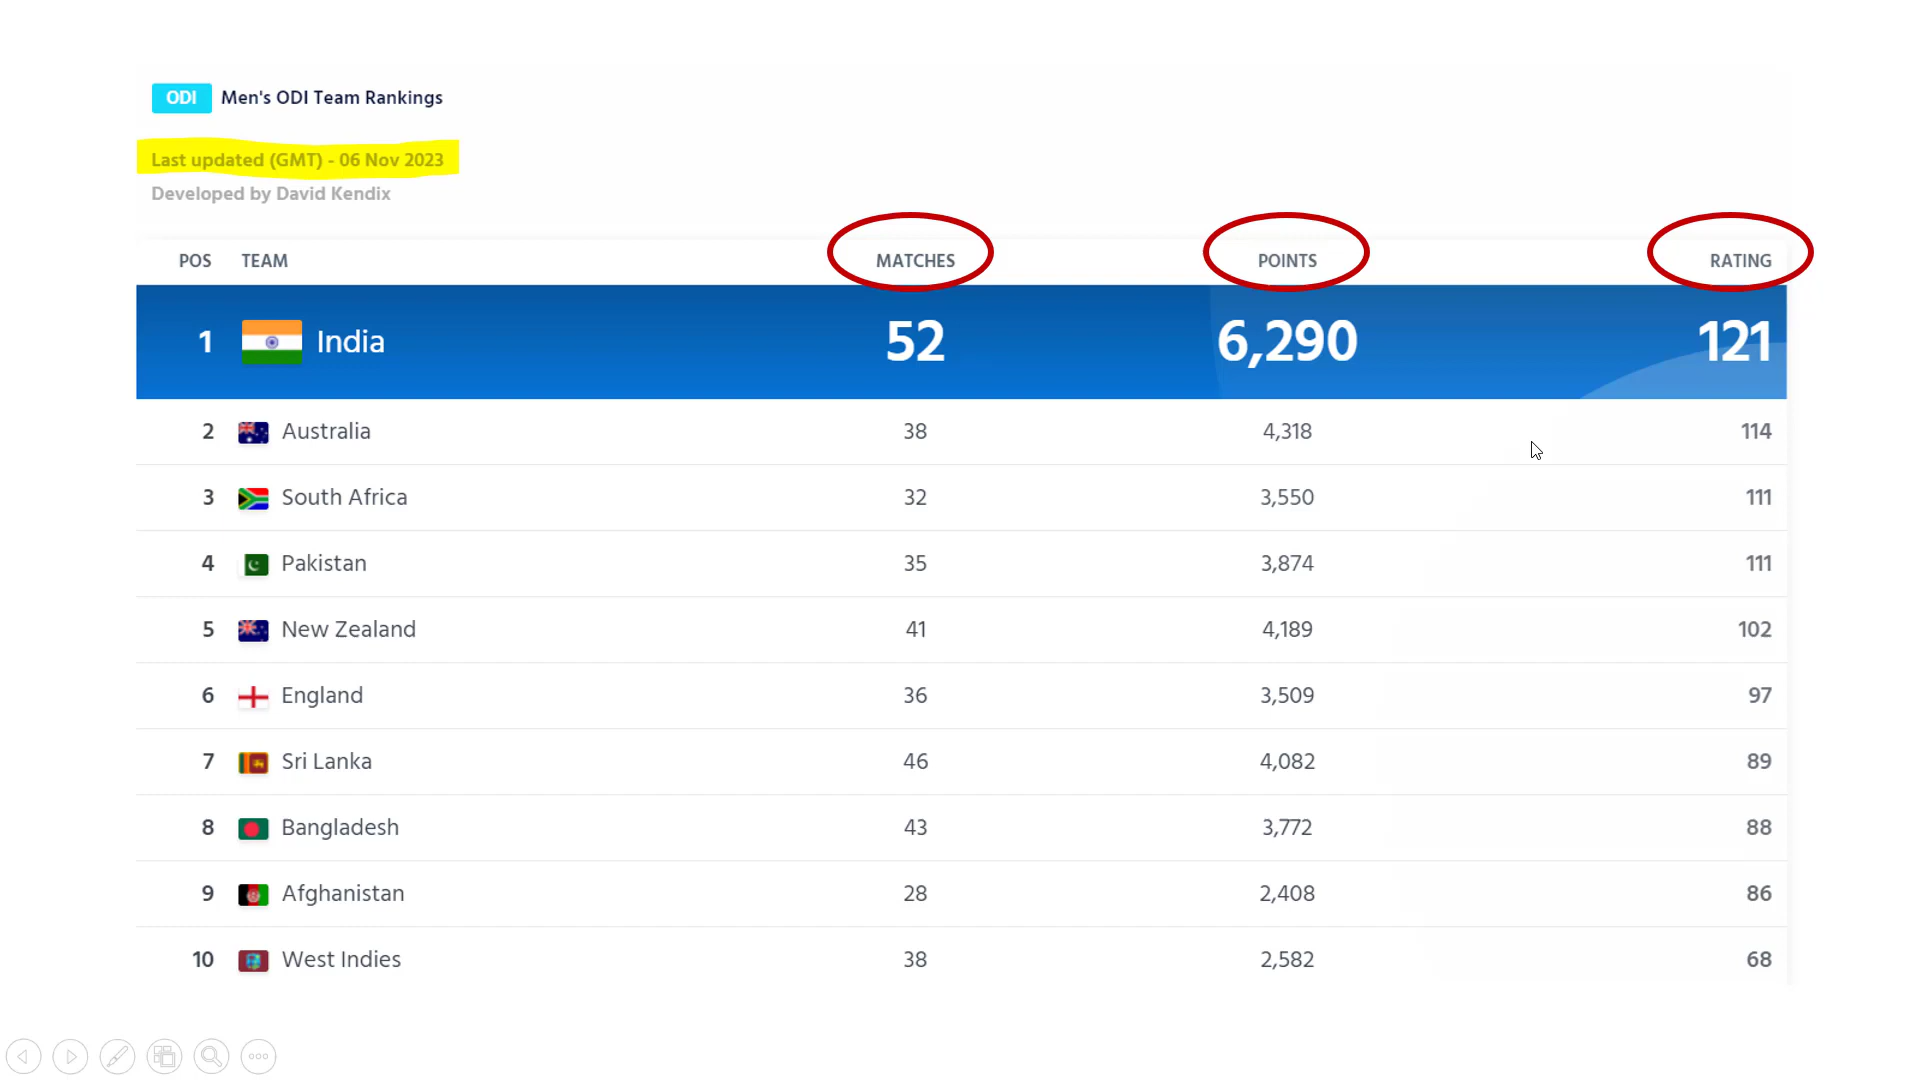 ODI Men's ODI Team Rankings
Last updated (GMT) - 06 Nov 2023
Developed by David Kendix
POS TEAM MATCHES POINTS RATING
1 India 52 6,290 121
2 Australia 38 4,318 114
3 South Africa 32 3,550 111
4 Pakistan 35 3,874 111
5 New Zealand 41 4,189 102
6 England 36 3,509 97
7 Sri Lanka 46 4,082 89
8 Bangladesh 43 3,772 88
9 Afghanistan 28 2,408 86
10 West Indies 38 2,582 68